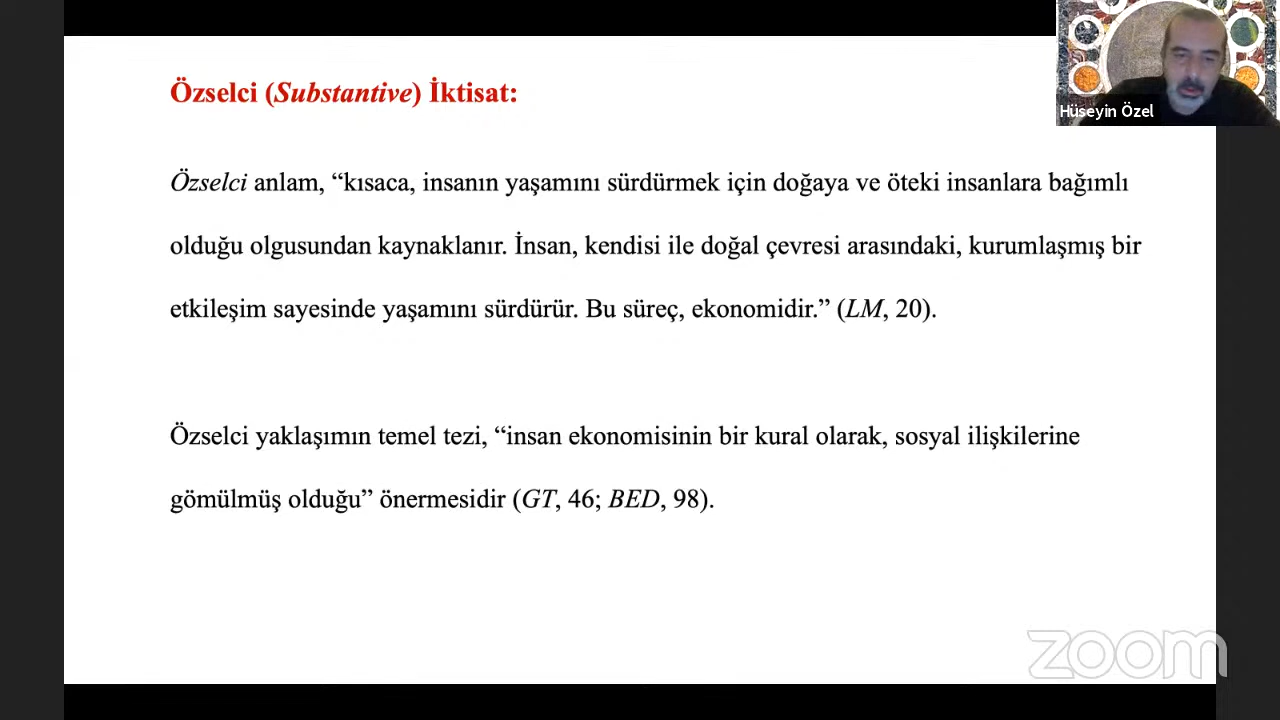 Özselci (Substantive) İktisat:
Hüseyin Özel
Özselci anlam, “kısaca, insanın yaşamını sürdürmek için doğaya ve öteki insanlara bağımlı
olduğu olgusundan kaynaklanır. İnsan, kendisi ile doğal çevresi arasındaki, kurumlaşmış bir
etkileşim sayesinde yaşamını sürdürür. Bu süreç, ekonomidir.” (LM, 20).
Özselci yaklaşımın temel tezi, “insan ekonomisinin bir kural olarak, sosyal ilişkilerine
gömülmüş olduğu” önermesidir (GT, 46; BED, 98).
zoom